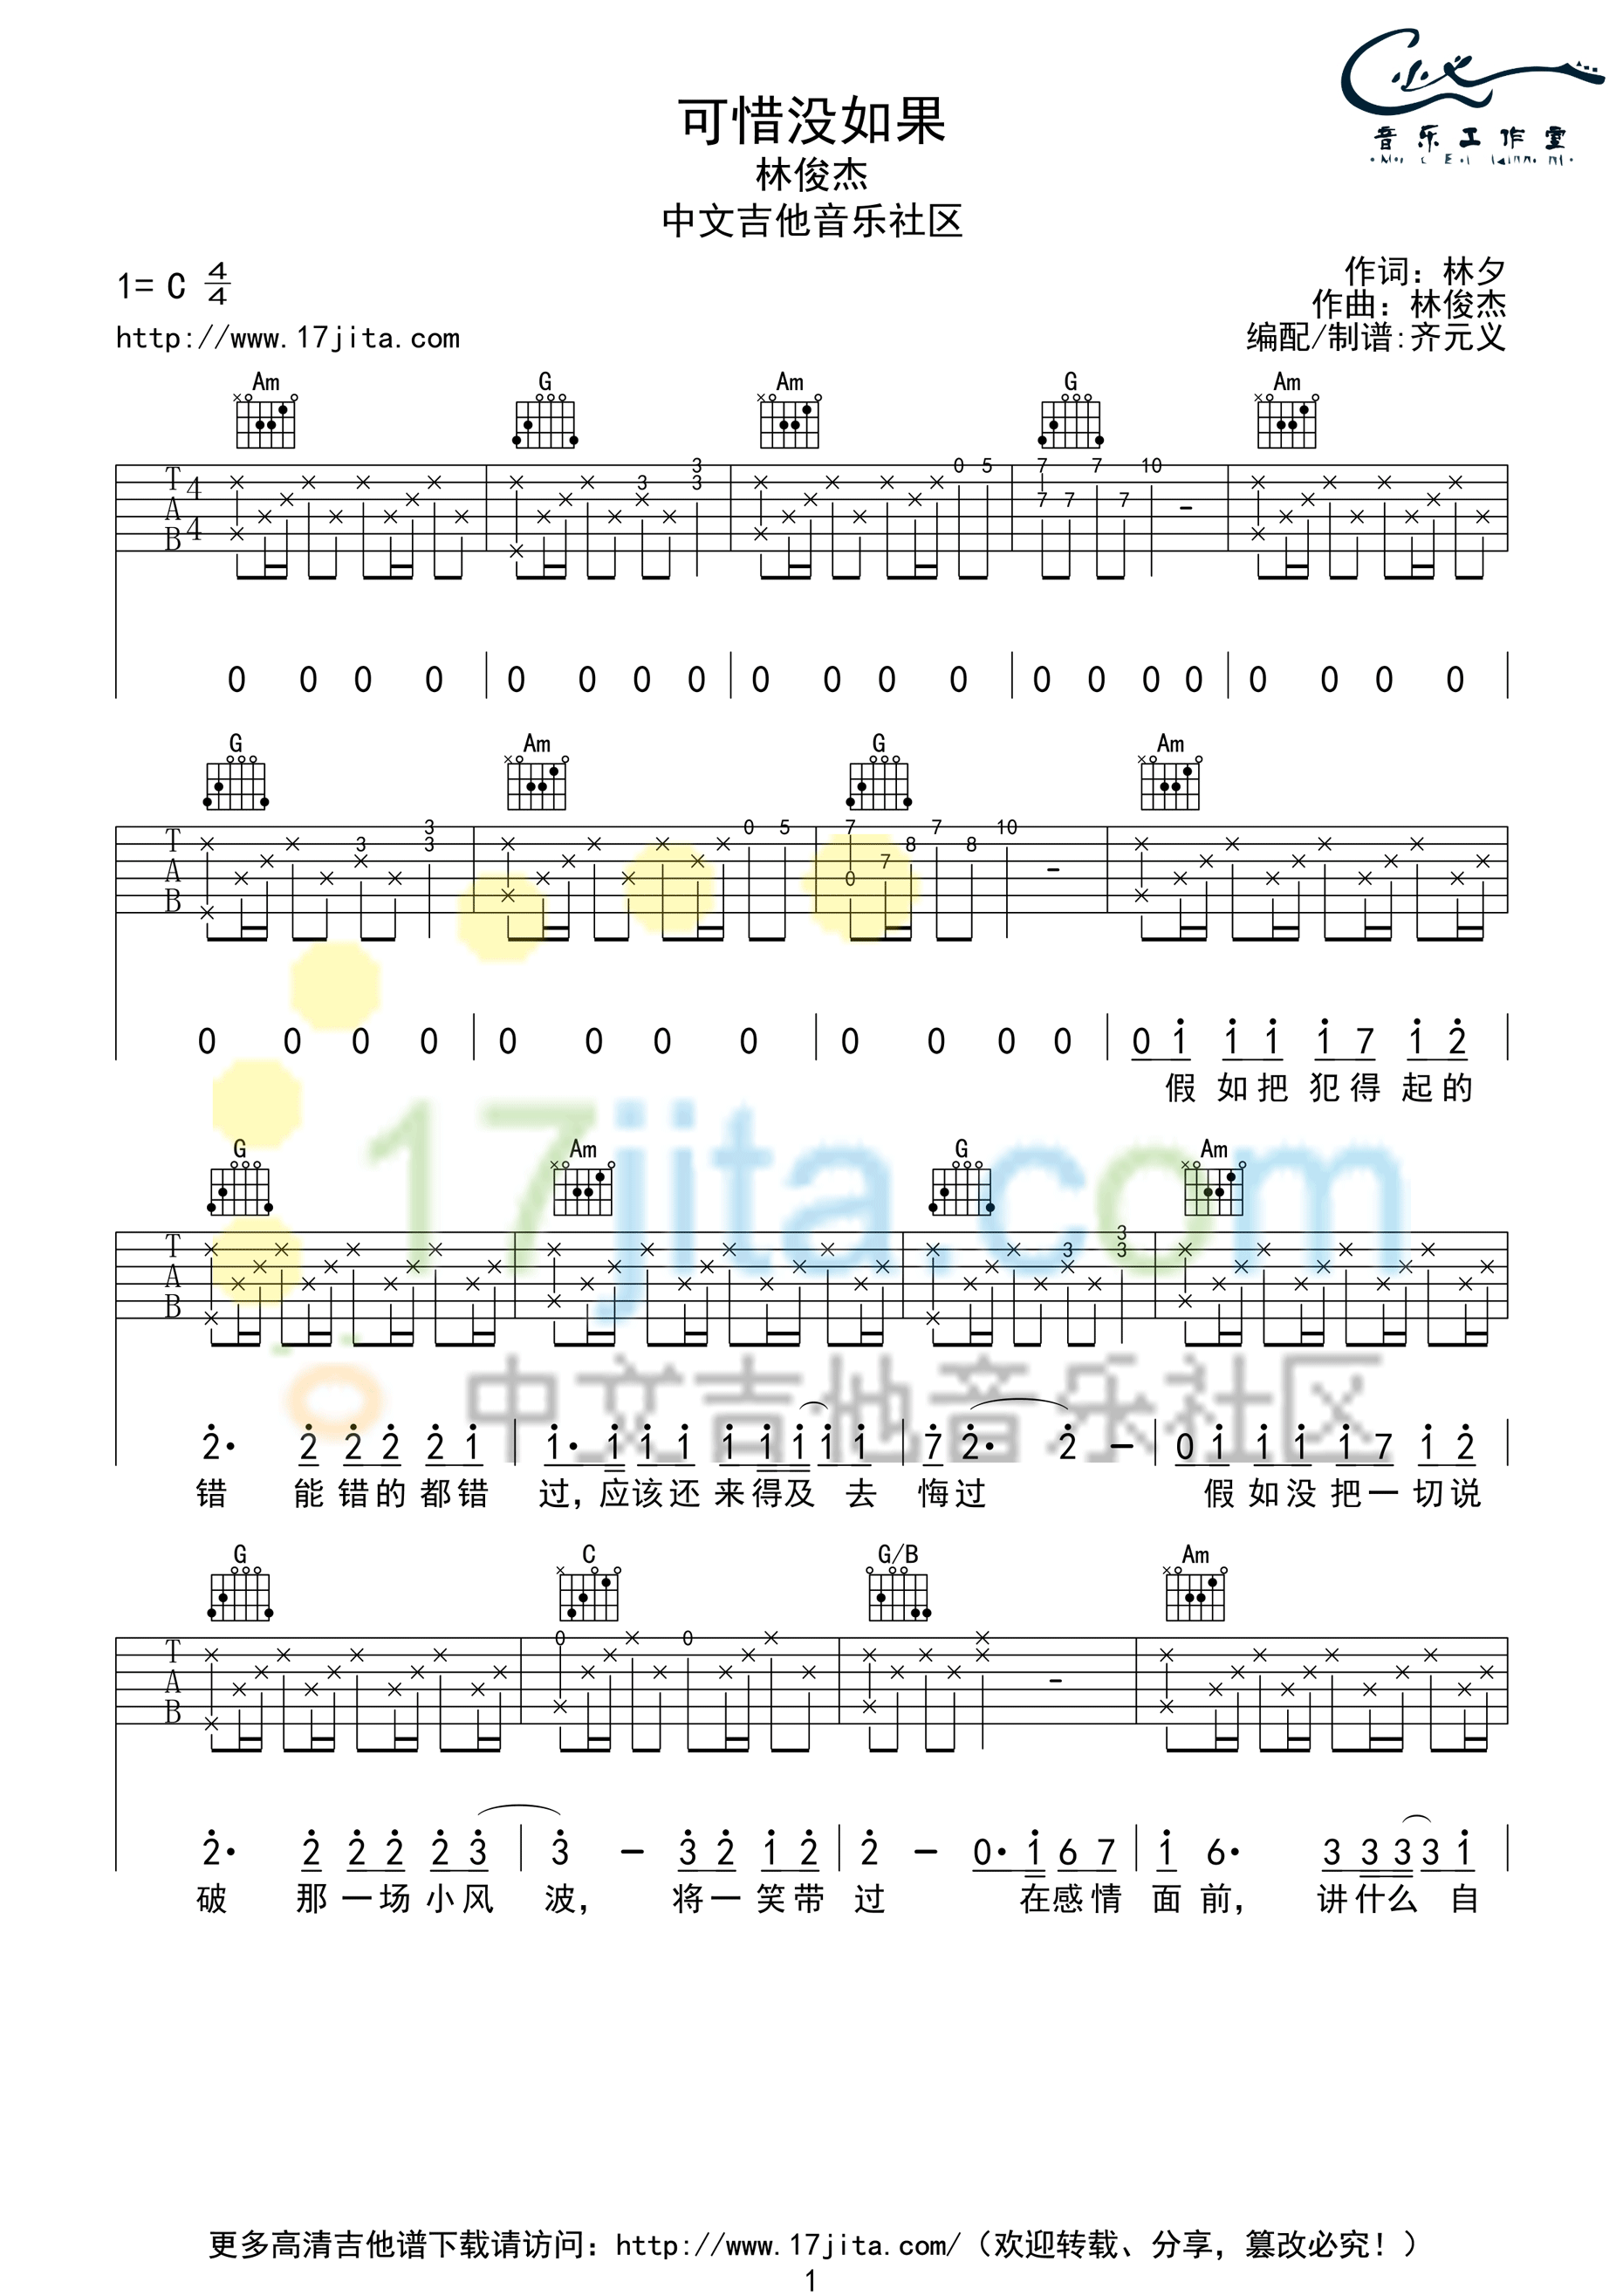 音乐工作室
可惜没如果
林俊杰
中文吉他音乐社区
1= C 4/4
作词：林夕
作曲：林俊杰
http://www.17jita.com
编配/制谱:齐元义
Am G Am G Am
T A B 4 4 3 3 3 0 5 7 7 7 7 7 10 -
0 0 0 0 | 0 0 0 0 | 0 0 0 0 | 0 0 0 0 | 0 0 0 0 |
G Am G Am
T A B 3 3 3 0 5 7 0 7 8 7 8 10 -
0 0 0 0 | 0 0 0 0 | 0 0 0 0 | 0 1 1 1 1 7 1 2 |
假 如把 犯得 起的
17jita.com
G Am G Am
T A B 3 3 3
中文吉他音乐社区
2· 2 2 2 2 1 | 1· 1 1 1 1 1 1 1 1 | 7 2· 2 - | 0 1 1 1 1 7 1 2 |
错 能 错的 都错 过，应该还 来得及 去 悔过 假 如没 把一 切说
G C G/B Am
T A B 0 0 -
2· 2 2 2 2 3 | 3 - 3 2 1 2 | 2 - 0· 1 6 7 | 1 6· 3 3 3 3 1 |
破 那 一场 小风 波， 将一 笑带 过 在感情 面 前， 讲什么 自
更多高清吉他谱下载请访问：http://www.17jita.com/（欢迎转载、分享，篡改必究！）
1